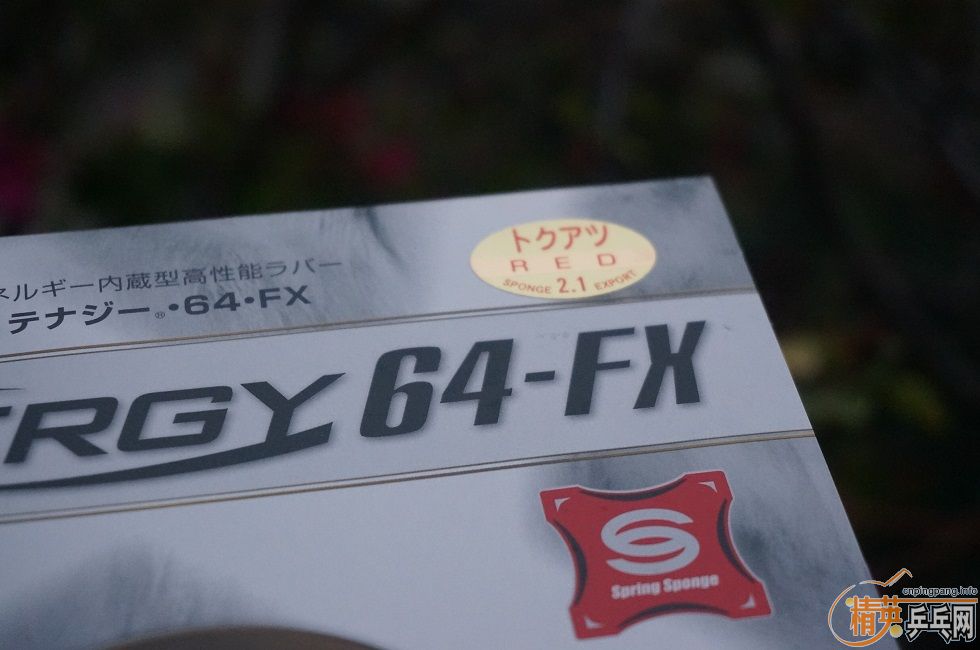 ネルギー内蔵型高性能ラバー
テナジー®・64・FX
トクアツ
RED
SPONGE 2.1 EXPORT
ERGY 64-FX
Spring Sponge
cnpingpang.info
精英乒乓网